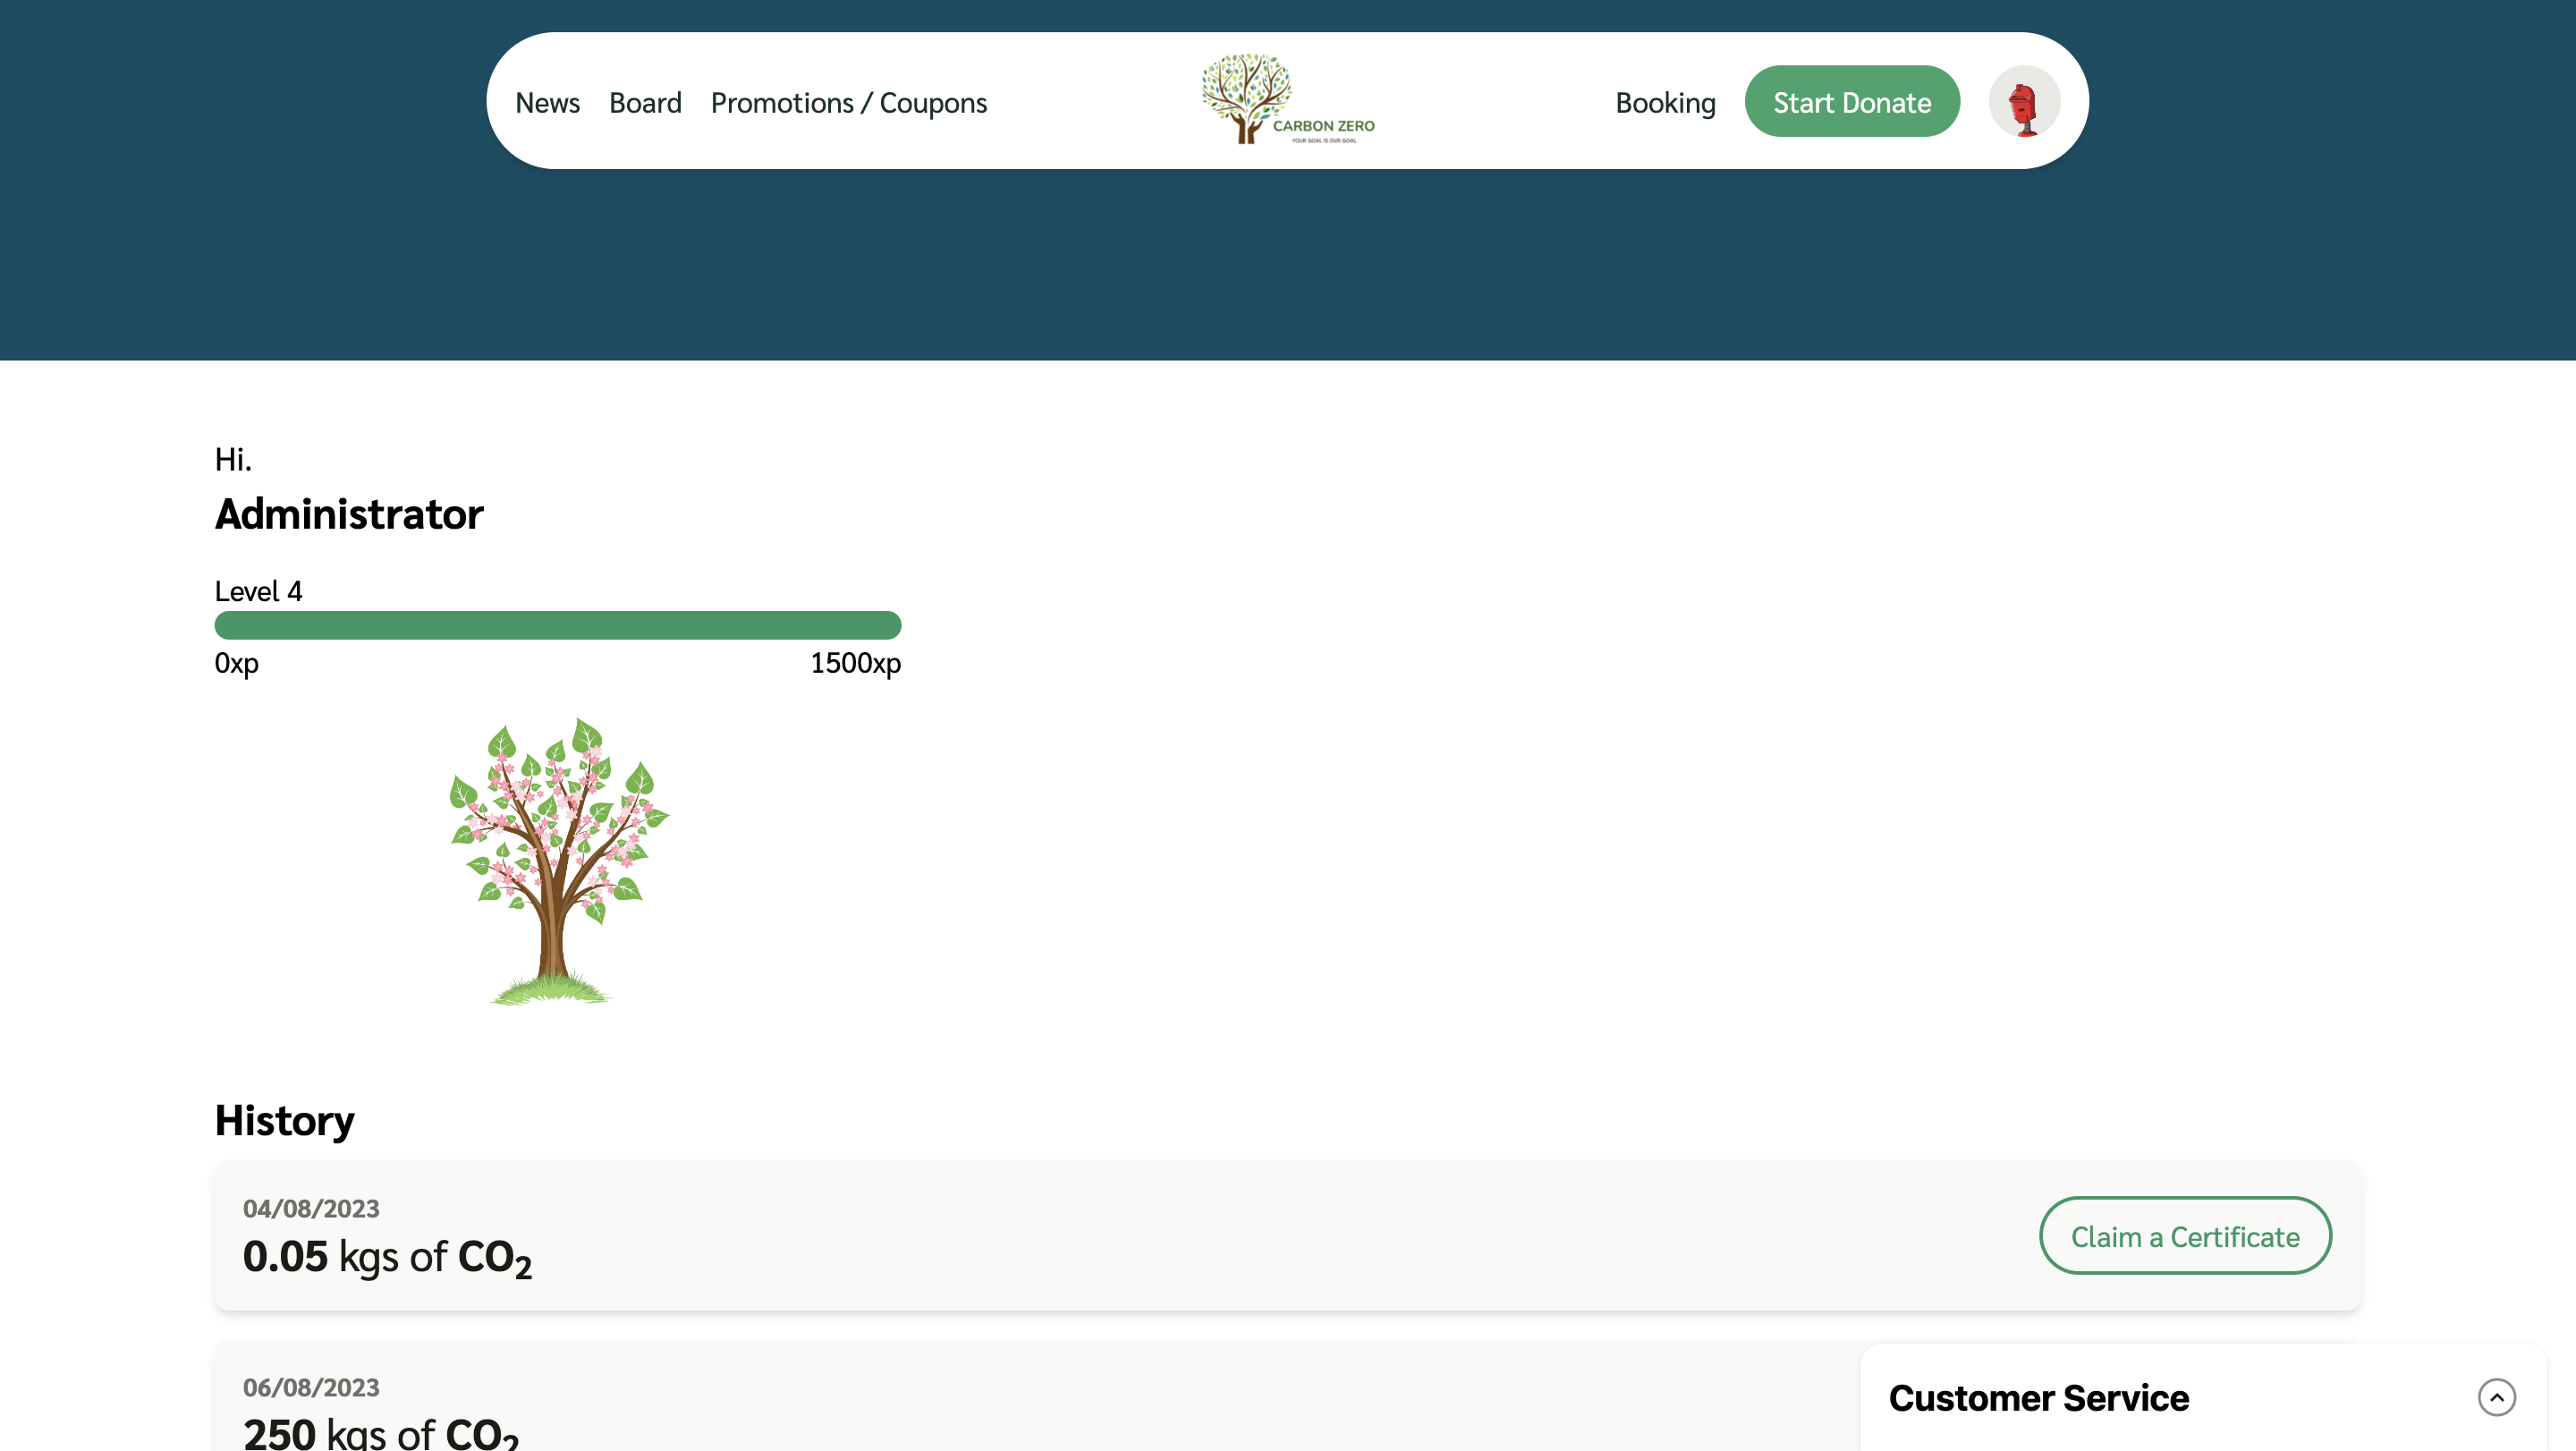 News Board Promotions / Coupons
CARBON ZERO
YOUR GOAL IS OUR GOAL
Booking Start Donate
Hi.
Administrator
Level 4
0xp 1500xp
History
04/08/2023
0.05 kgs of CO₂
Claim a Certificate
06/08/2023
250 kgs of CO₂
Customer Service